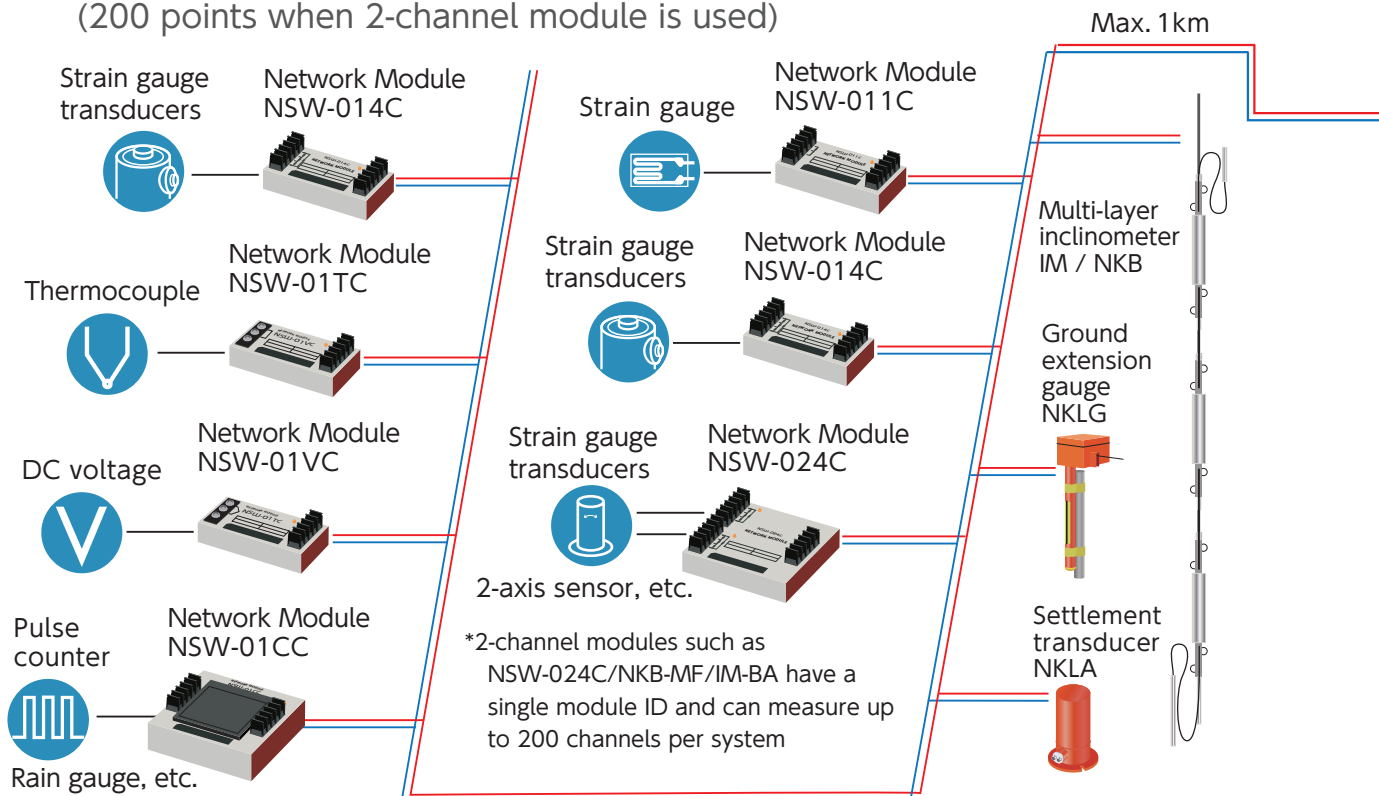 (200 points when 2-channel module is used)
Max. 1km
Strain gauge
transducers
Network Module
NSW-014C
Strain gauge
Network Module
NSW-011C
Thermocouple
Network Module
NSW-01TC
Strain gauge
transducers
Network Module
NSW-014C
Multi-layer
inclinometer
IM / NKB
DC voltage
Network Module
NSW-01VC
Strain gauge
transducers
Network Module
NSW-024C
2-axis sensor, etc.
Ground
extension
gauge
NKLG
Pulse
counter
Network Module
NSW-01CC
Rain gauge, etc.
*2-channel modules such as
NSW-024C/NKB-MF/IM-BA have a
single module ID and can measure up
to 200 channels per system
Settlement
transducer
NKLA